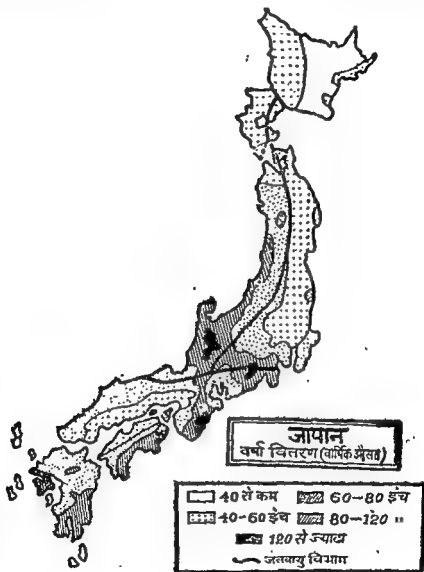 जापान
वर्षा वितरण (वार्षिक औसत)
40 से कम
60-80 इंच
40-60 इंच
80-120 "
120 से ज्यादा
जलवायु विभाग